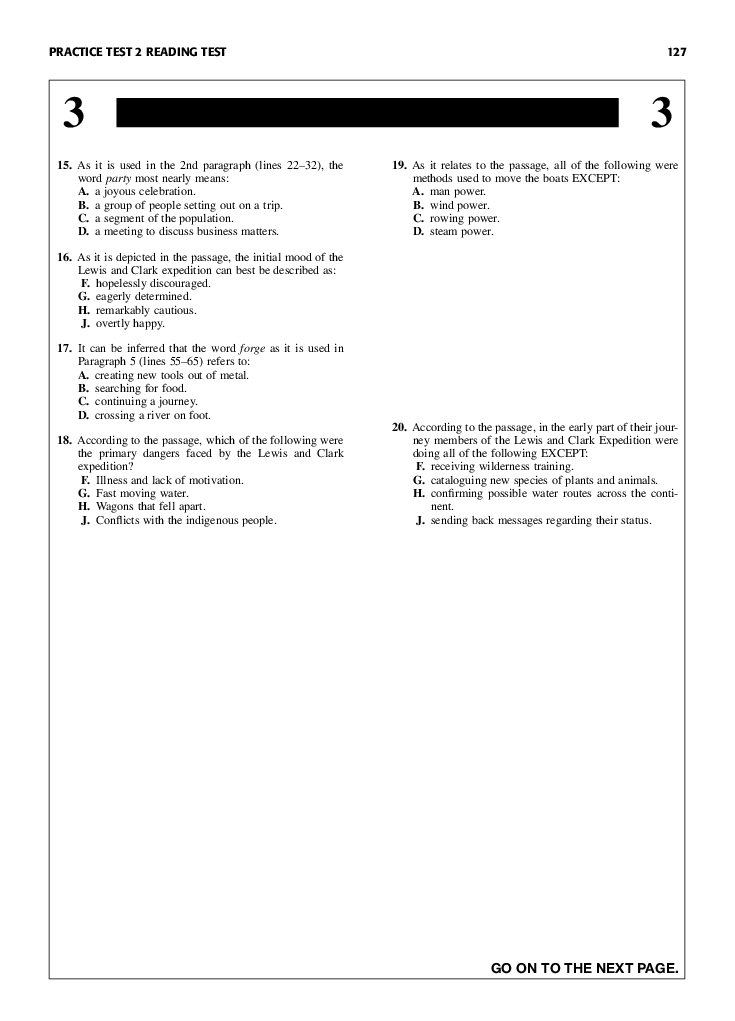 PRACTICE TEST 2 READING TEST 127
3 3
15. As it is used in the 2nd paragraph (lines 22–32), the
word party most nearly means:
A. a joyous celebration.
B. a group of people setting out on a trip.
C. a segment of the population.
D. a meeting to discuss business matters.
16. As it is depicted in the passage, the initial mood of the
Lewis and Clark expedition can best be described as:
F. hopelessly discouraged.
G. eagerly determined.
H. remarkably cautious.
J. overtly happy.
17. It can be inferred that the word forge as it is used in
Paragraph 5 (lines 55–65) refers to:
A. creating new tools out of metal.
B. searching for food.
C. continuing a journey.
D. crossing a river on foot.
18. According to the passage, which of the following were
the primary dangers faced by the Lewis and Clark
expedition?
F. Illness and lack of motivation.
G. Fast moving water.
H. Wagons that fell apart.
J. Conflicts with the indigenous people.
19. As it relates to the passage, all of the following were
methods used to move the boats EXCEPT:
A. man power.
B. wind power.
C. rowing power.
D. steam power.
20. According to the passage, in the early part of their jour-
ney members of the Lewis and Clark Expedition were
doing all of the following EXCEPT:
F. receiving wilderness training.
G. cataloguing new species of plants and animals.
H. confirming possible water routes across the conti-
nent.
J. sending back messages regarding their status.
GO ON TO THE NEXT PAGE.